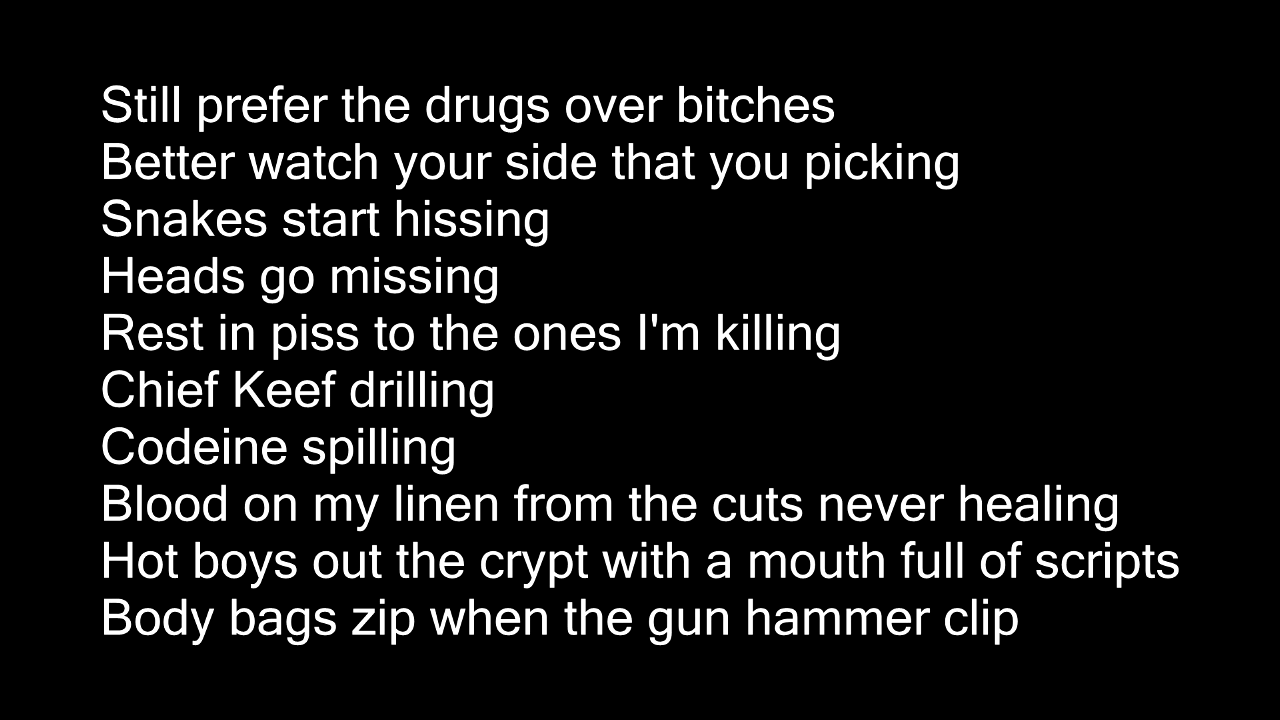 Still prefer the drugs over bitches
Better watch your side that you picking
Snakes start hissing
Heads go missing
Rest in piss to the ones I'm killing
Chief Keef drilling
Codeine spilling
Blood on my linen from the cuts never healing
Hot boys out the crypt with a mouth full of scripts
Body bags zip when the gun hammer clip